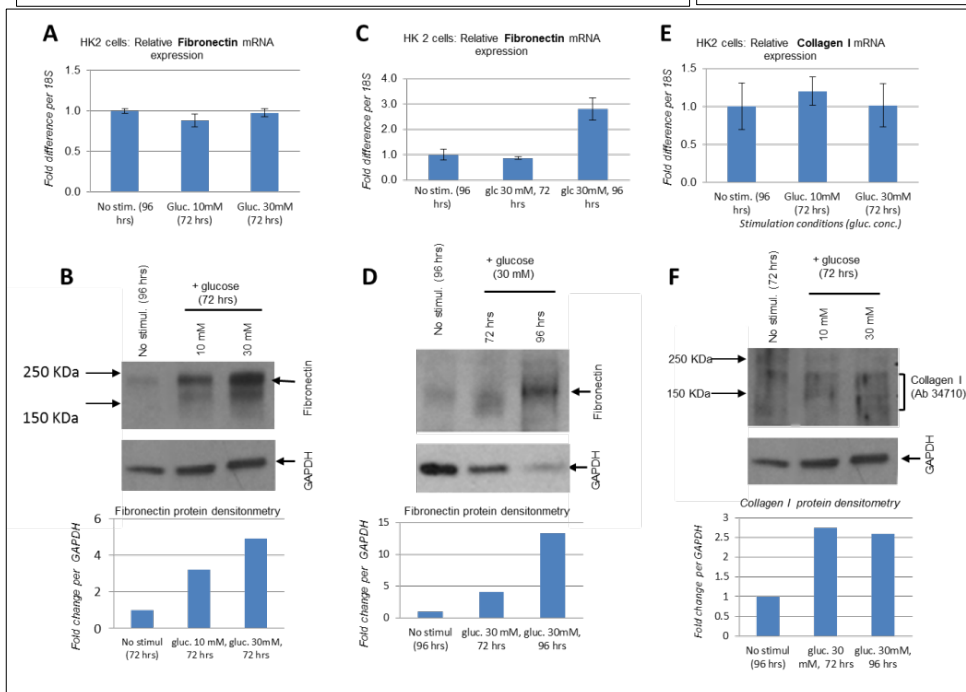 A
HK2 cells: Relative Fibronectin mRNA
expression
Fold difference per 18S
1.5
1.0
0.5
0.0
No stim. (96
hrs)
Gluc. 10mM
(72 hrs)
Gluc. 30mM
(72 hrs)
C
HK 2 cells: Relative Fibronectin mRNA
expression
Fold difference per 18S
4.0
3.0
2.0
1.0
0.0
No stim. (96
hrs)
glc 30 mM, 72
hrs
glc 30mM, 96
hrs
E
HK2 cells: Relative Collagen I mRNA
expression
Fold difference per 18S
1.5
1.0
0.5
0.0
No stim. (96
hrs)
Gluc. 10mM
(72 hrs)
Gluc. 30mM
(72 hrs)
Stimulation conditions (gluc. conc.)
B
No stimul. (96 hrs)
+ glucose
(72 hrs)
10 mM
30 mM
250 KDa
150 KDa
Fibronectin
GAPDH
Fibronectin protein densitonmetry
Fold change per GAPDH
6
4
2
0
No stimul
(72 hrs)
gluc. 10 mM,
72 hrs
gluc. 30mM,
72 hrs
D
No stimul. (96 hrs)
+ glucose
(30 mM)
72 hrs
96 hrs
Fibronectin
GAPDH
Fibronectin protein densitonmetry
Fold change per GAPDH
15
10
5
0
No stimul
(96 hrs)
gluc. 30 mM,
72 hrs
gluc. 30mM,
96 hrs
F
No stimul. (72 hrs)
+ glucose
(72 hrs)
10 mM
30 mM
250 KDa
150 KDa
Collagen I
(Ab 34710)
GAPDH
Collagen I protein densitometry
Fold change per GAPDH
3
2.5
2
1.5
1
0.5
0
No stimul
(96 hrs)
gluc. 30
mM, 72 hrs
gluc. 30mM,
96 hrs